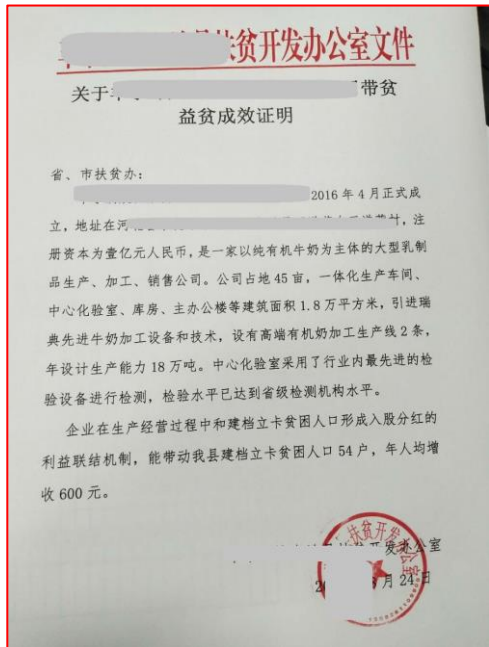 扶贫开发办公室文件
关于 带贫
益贫成效证明
省、市扶贫办：
2016年4月正式成
立，地址在河 ，注
册资本为壹亿元人民币，是一家以纯有机牛奶为主体的大型乳制
品生产、加工、销售公司。公司占地45亩，一体化生产车间、
中心化验室、库房、主办公楼等建筑面积1.8万平方米，引进瑞
典先进牛奶加工设备和技术，设有高端有机奶加工生产线2条，
年设计生产能力18万吨。中心化验室采用了行业内最先进的检
验设备进行检测，检验水平已达到省级检测机构水平。
企业在生产经营过程中和建档立卡贫困人口形成入股分红的
利益联结机制，能带动我县建档立卡贫困人口54户，年人均增
收600元。
扶贫开发办公室
月24日